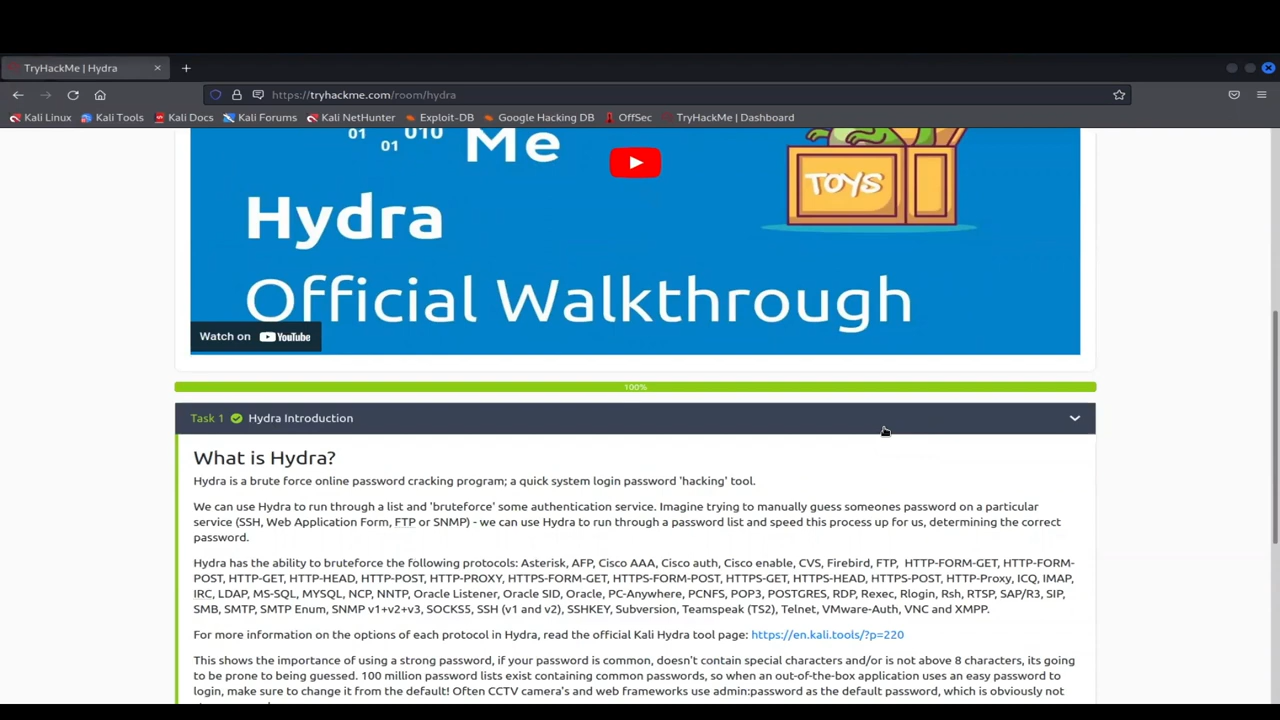 TryHackMe | Hydra
https://tryhackme.com/room/hydra
Kali Linux Kali Tools Kali Docs Kali Forums Kali NetHunter Exploit-DB Google Hacking DB OffSec TryHackMe | Dashboard
01 010
01
Me
TOYS
Hydra
Official Walkthrough
Watch on YouTube
100%
Task 1 Hydra Introduction
What is Hydra?
Hydra is a brute force online password cracking program; a quick system login password 'hacking' tool.
We can use Hydra to run through a list and 'bruteforce' some authentication service. Imagine trying to manually guess someones password on a particular
service (SSH, Web Application Form, FTP or SNMP) - we can use Hydra to run through a password list and speed this process up for us, determining the correct
password.
Hydra has the ability to bruteforce the following protocols: Asterisk, AFP, Cisco AAA, Cisco auth, Cisco enable, CVS, Firebird, FTP, HTTP-FORM-GET, HTTP-FORM-
POST, HTTP-GET, HTTP-HEAD, HTTP-POST, HTTP-PROXY, HTTPS-FORM-GET, HTTPS-FORM-POST, HTTPS-GET, HTTPS-HEAD, HTTPS-POST, HTTP-Proxy, ICQ, IMAP,
IRC, LDAP, MS-SQL, MYSQL, NCP, NNTP, Oracle Listener, Oracle SID, Oracle, PC-Anywhere, PCNFS, POP3, POSTGRES, RDP, Rexec, Rlogin, Rsh, RTSP, SAP/R3, SIP,
SMB, SMTP, SMTP Enum, SNMP v1+v2+v3, SOCKS5, SSH (v1 and v2), SSHKEY, Subversion, Teamspeak (TS2), Telnet, VMware-Auth, VNC and XMPP.
For more information on the options of each protocol in Hydra, read the official Kali Hydra tool page: https://en.kali.tools/?p=220
This shows the importance of using a strong password, if your password is common, doesn't contain special characters and/or is not above 8 characters, its going
to be prone to being guessed. 100 million password lists exist containing common passwords, so when an out-of-the-box application uses an easy password to
login, make sure to change it from the default! Often CCTV camera's and web frameworks use admin:password as the default password, which is obviously not